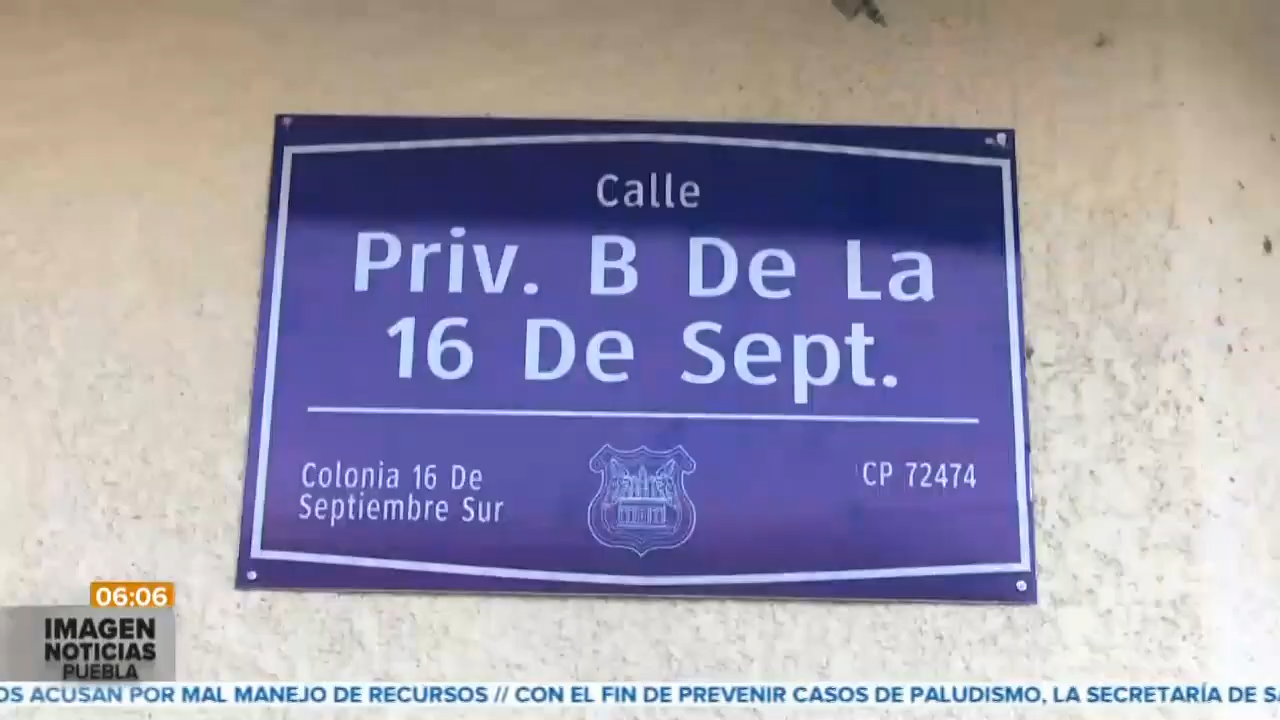 Calle
Priv. B De La
16 De Sept.
Colonia 16 De
Septiembre Sur
CP 72474
06:06
IMAGEN
NOTICIAS
PUEBLA
OS ACUSAN POR MAL MANEJO DE RECURSOS // CON EL FIN DE PREVENIR CASOS DE PALUDISMO, LA SECRETARÍA DE SA